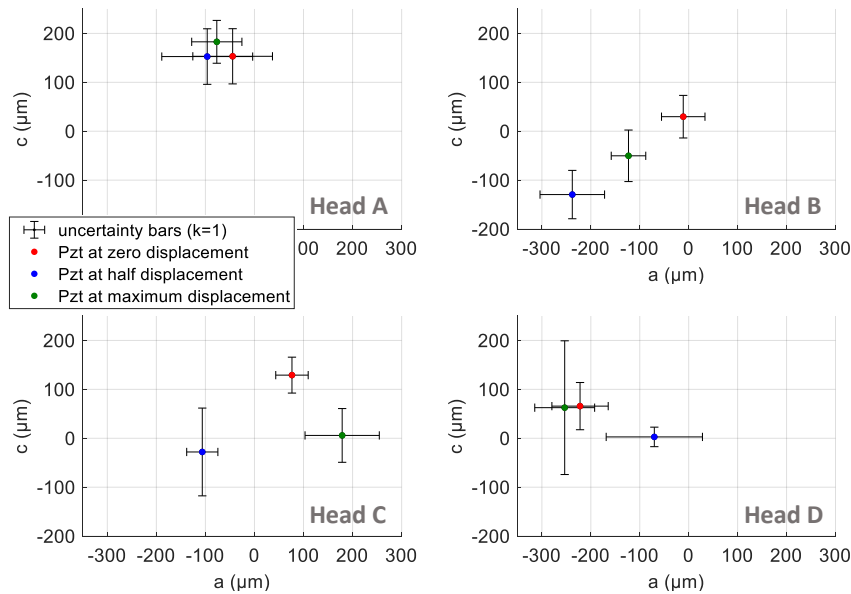 200
100
0
-100
c (µm)
Head A
100 200 300
200
100
0
-100
-200
c (µm)
Head B
-300 -200 -100 0 100 200 300
a (µm)
uncertainty bars (k=1)
Pzt at zero displacement
Pzt at half displacement
Pzt at maximum displacement
200
100
0
-100
-200
c (µm)
Head C
-300 -200 -100 0 100 200 300
a (µm)
200
100
0
-100
-200
c (µm)
Head D
-300 -200 -100 0 100 200 300
a (µm)